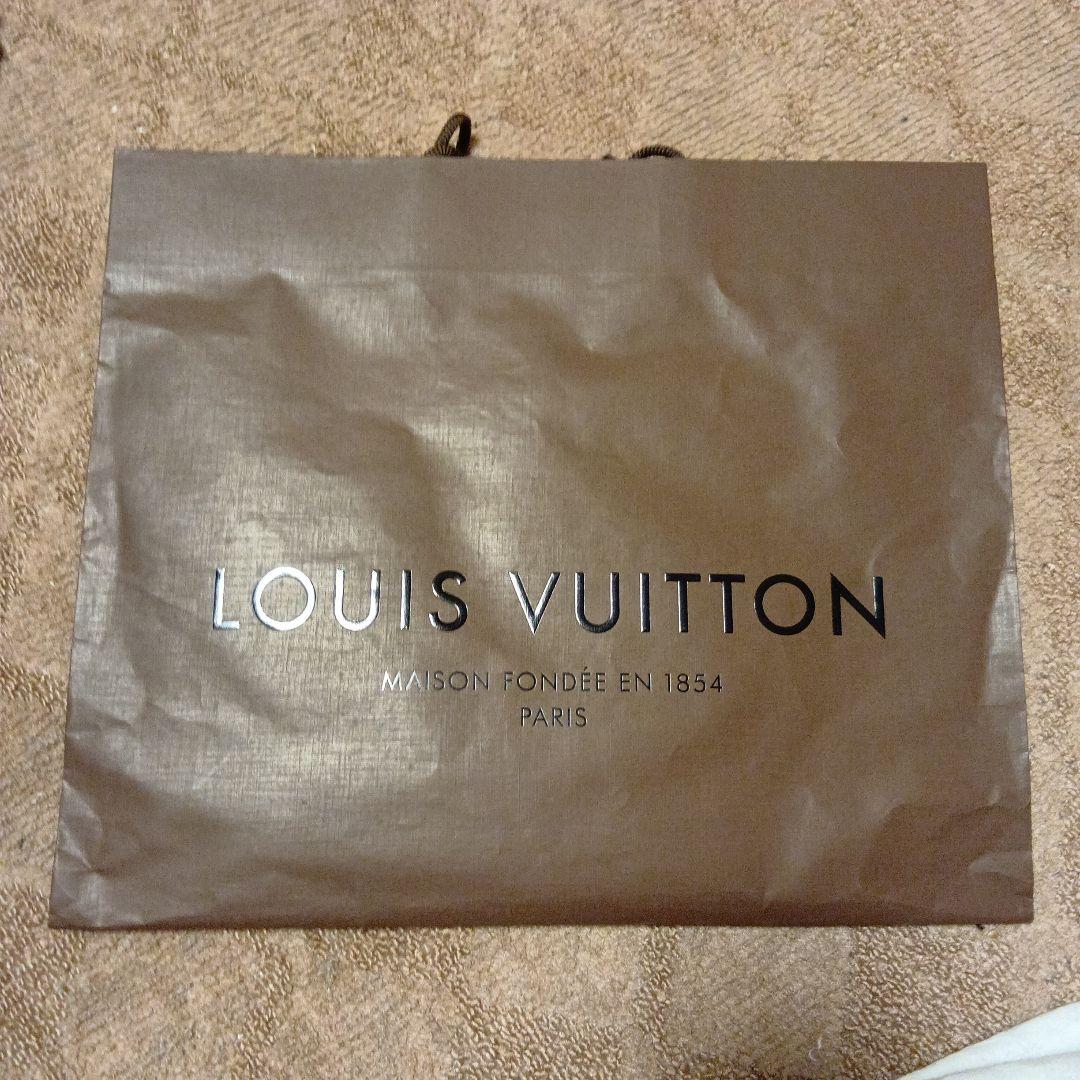 LOUIS VUITTON
MAISON FONDÉE EN 1854
PARIS